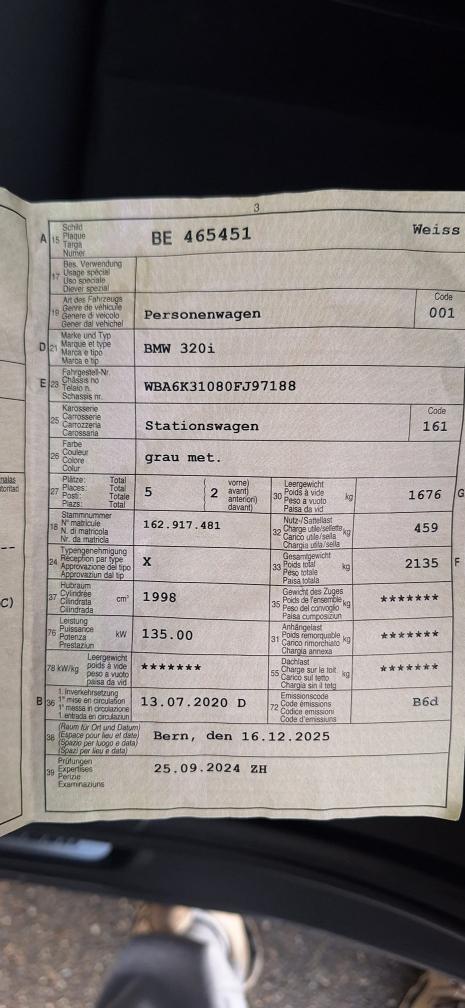 3
A 15 Schild
Plaque
Targa
Numer
BE 465451 Weiss
17 Bes. Verwendung
Usage spécial
Uso speciale
Diever spezial
19 Art des Fahrzeugs
Genre de véhicule
Genere di veicolo
Gener dal vehichel
Personenwagen
Code
001
D 21 Marke und Typ
Marque et type
Marca e tipo
Marca e tip
BMW 320i
E 23 Fahrgestell-Nr.
Châssis no
Telaio n.
Schassis nr.
WBA6K31080FJ97188
25 Karosserie
Carrosserie
Carrozzeria
Carossaria
Stationswagen
Code
161
26 Farbe
Couleur
Colore
Colur
grau met.
27 Plätze: Total
Places: Total
Posti: Totale
Plazs: Total
5 ( 2 vorne)
avant)
anteriori)
davant)
30 Leergewicht
Poids à vide kg
Peso a vuoto
Paisa da vid
1676 G
18 Stammnummer
N° matricule
N. di matricola
Nr. da matricla
162.917.481
32 Nutz-/Sattellast
Charge utile/sellette kg
Carico utile/sella
Chargia utila/sella
459
24 Typengenehmigung
Réception par type
Approvazione del tipo
Approvaziun dal tip
X
33 Gesamtgewicht
Poids total kg
Peso totale
Paisa totala
2135 F
37 Hubraum
Cylindrée cm³
Cilindrata
Cilindrada
1998
35 Gewicht des Zuges
Poids de l'ensemble kg
Peso del convoglio
Paisa cumposiziun
*******
76 Leistung
Puissance kW
Potenza
Prestaziun
135.00
31 Anhängelast
Poids remorquable kg
Carico rimorchiato
Chargia annexa
*******
78 kW/kg Leergewicht
poids à vide
peso a vuoto
paisa da vid
*******
55 Dachlast
Charge sur le toit kg
Carico sul tetto
Chargia sin il tetg
*******
B 36 1. Inverkehrsetzung
1re mise en circulation
1a messa in circolazione
1. entrada en circulaziun
13.07.2020 D
72 Emissionscode
Code émissions
Codice emissioni
Code d'emissiuns
B6d
38 (Raum für Ort und Datum)
(Espace pour lieu et date)
(Spazio per luogo e data)
(Spazi per lieu e data)
Bern, den 16.12.2025
39 Prüfungen
Expertises
Perizie
Examinaziuns
25.09.2024 ZH